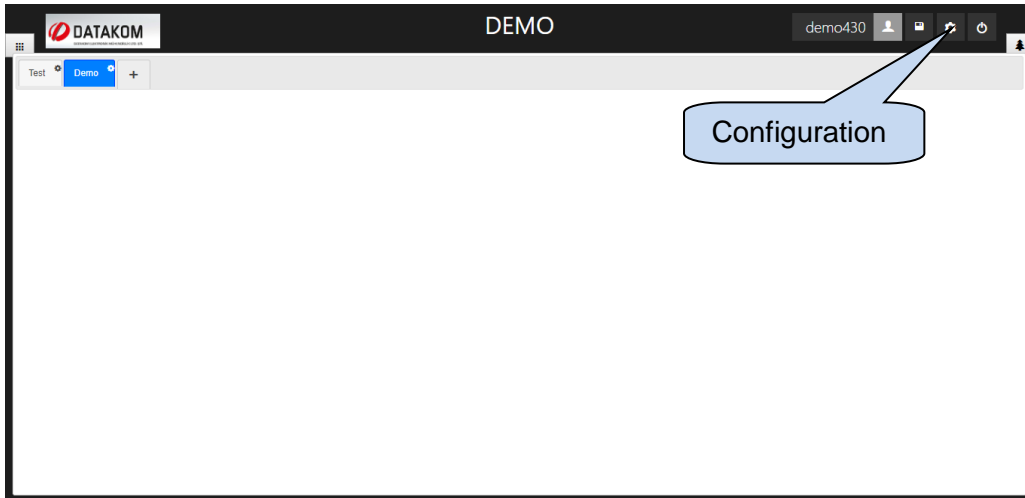 DATAKOM
DEMO
demo430
Test
Demo
+
Configuration